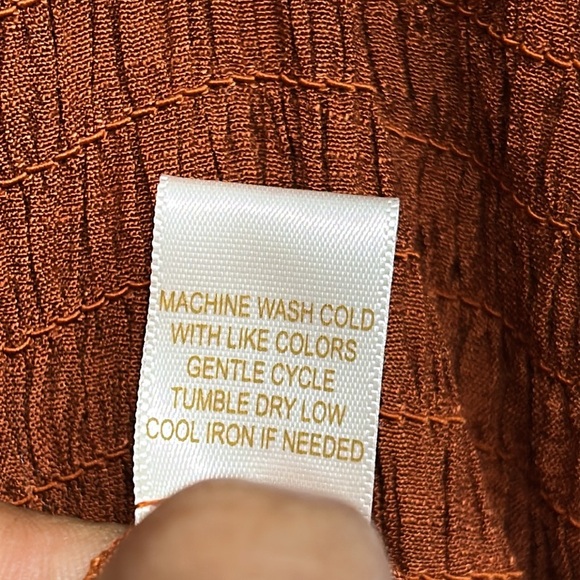 MACHINE WASH COLD
WITH LIKE COLORS
GENTLE CYCLE
TUMBLE DRY LOW
COOL IRON IF NEEDED